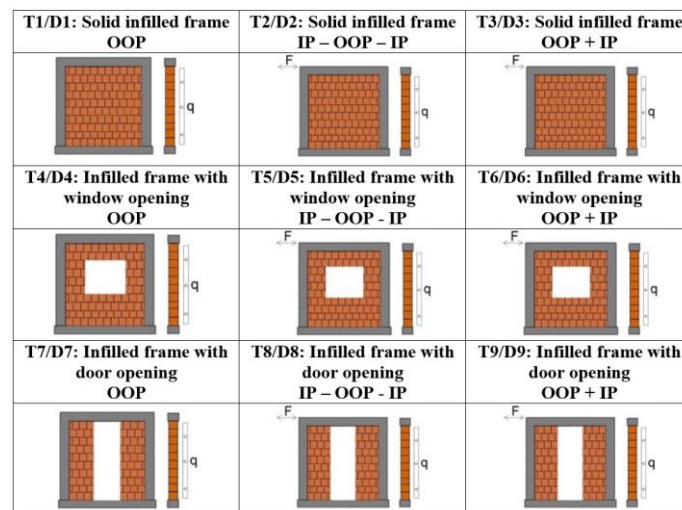 T1/D1: Solid infilled frame
OOP
T2/D2: Solid infilled frame
IP – OOP – IP
T3/D3: Solid infilled frame
OOP + IP
q
F
q
F
q
T4/D4: Infilled frame with
window opening
OOP
T5/D5: Infilled frame with
window opening
IP – OOP - IP
T6/D6: Infilled frame with
window opening
OOP + IP
q
F
q
F
q
T7/D7: Infilled frame with
door opening
OOP
T8/D8: Infilled frame with
door opening
IP – OOP - IP
T9/D9: Infilled frame with
door opening
OOP + IP
q
F
q
F
q